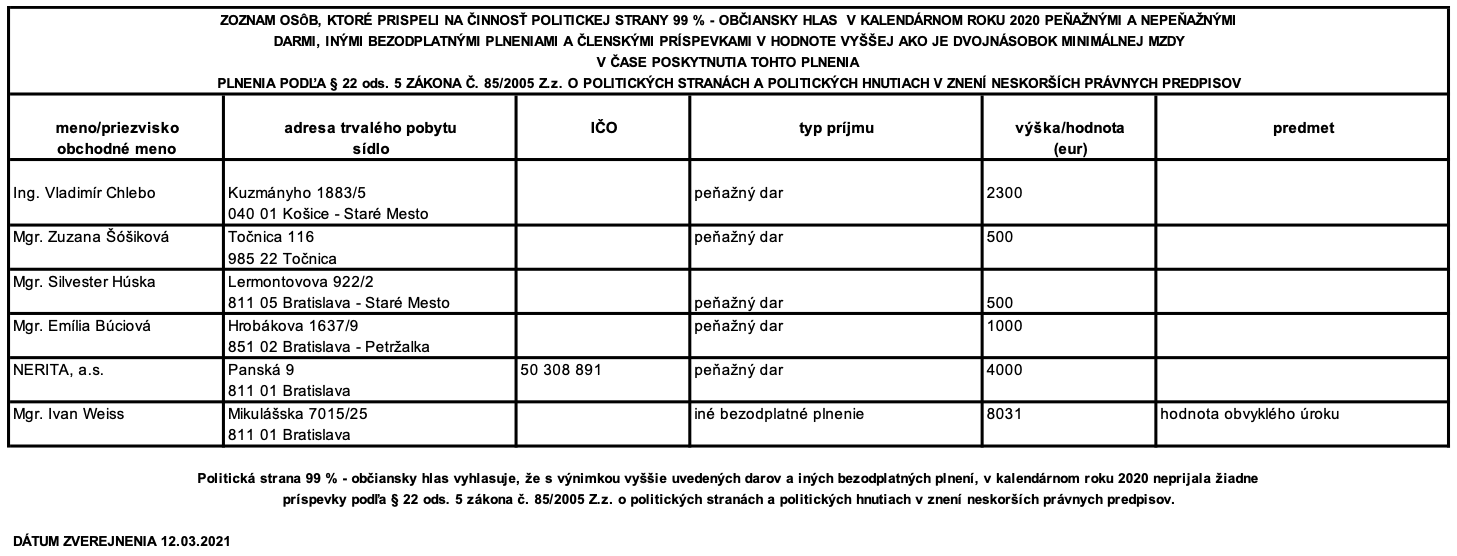 ZOZNAM OSÔB, KTORÉ PRISPELI NA ČINNOSŤ POLITICKEJ STRANY 99 % - OBČIANSKY HLAS V KALENDÁRNOM ROKU 2020 PEŇAŽNÝMI A NEPEŇAŽNÝMI
DARMI, INÝMI BEZODPLATNÝMI PLNENIAMI A ČLENSKÝMI PRÍSPEVKAMI V HODNOTE VYŠŠEJ AKO JE DVOJNÁSOBOK MINIMÁLNEJ MZDY
V ČASE POSKYTNUTIA TOHTO PLNENIA
PLNENIA PODĽA § 22 ods. 5 ZÁKONA Č. 85/2005 Z.z. O POLITICKÝCH STRANÁCH A POLITICKÝCH HNUTIACH V ZNENÍ NESKORŠÍCH PRÁVNYCH PREDPISOV
meno/priezvisko adresa trvalého pobytu IČO typ príjmu výška/hodnota predmet
obchodné meno sídlo (eur)
Ing. Vladimír Chlebo Kuzmányho 1883/5 peňažný dar 2300
040 01 Košice - Staré Mesto
Mgr. Zuzana Šóšiková Točnica 116 peňažný dar 500
985 22 Točnica
Mgr. Silvester Húska Lermontovova 922/2
811 05 Bratislava - Staré Mesto peňažný dar 500
Mgr. Emília Búciová Hrobákova 1637/9 peňažný dar 1000
851 02 Bratislava - Petržalka
NERITA, a.s. Panská 9 50 308 891 peňažný dar 4000
811 01 Bratislava
Mgr. Ivan Weiss Mikulášska 7015/25 iné bezodplatné plnenie 8031 hodnota obvyklého úroku
811 01 Bratislava
Politická strana 99 % - občiansky hlas vyhlasuje, že s výnimkou vyššie uvedených darov a iných bezodplatných plnení, v kalendárnom roku 2020 neprijala žiadne
príspevky podľa § 22 ods. 5 zákona č. 85/2005 Z.z. o politických stranách a politických hnutiach v znení neskorších právnych predpisov.
DÁTUM ZVEREJNENIA 12.03.2021